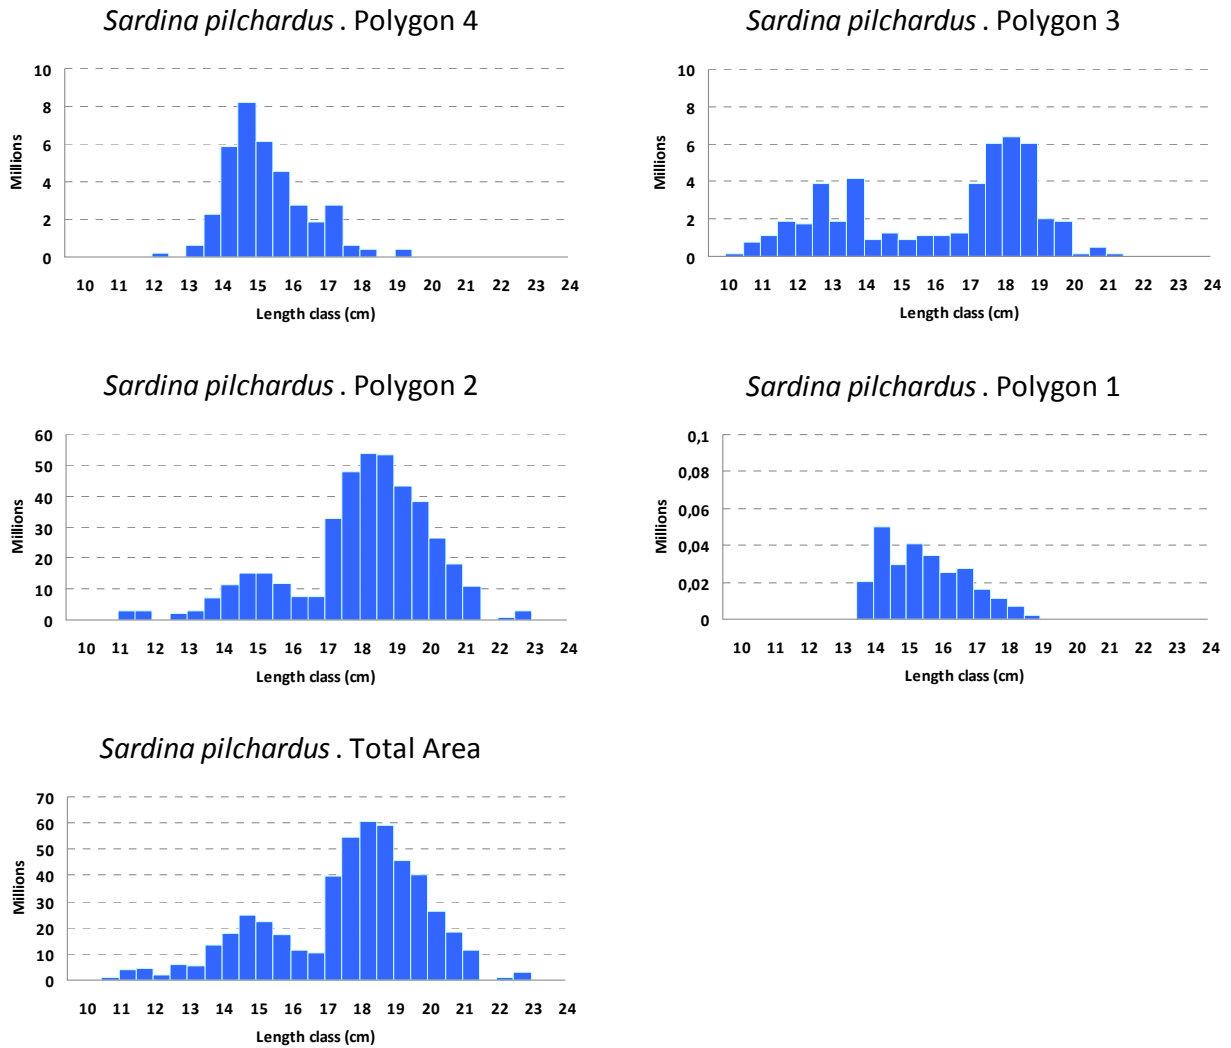 Sardina pilchardus . Polygon 4
10
8
6
4
2
0
Millions
10 11 12 13 14 15 16 17 18 19 20 21 22 23 24
Length class (cm)
Sardina pilchardus . Polygon 3
10
8
6
4
2
0
Millions
10 11 12 13 14 15 16 17 18 19 20 21 22 23 24
Length class (cm)
Sardina pilchardus . Polygon 2
60
50
40
30
20
10
0
Millions
10 11 12 13 14 15 16 17 18 19 20 21 22 23 24
Length class (cm)
Sardina pilchardus . Polygon 1
0,1
0,08
0,06
0,04
0,02
0
Millions
10 11 12 13 14 15 16 17 18 19 20 21 22 23 24
Length class (cm)
Sardina pilchardus . Total Area
70
60
50
40
30
20
10
0
Millions
10 11 12 13 14 15 16 17 18 19 20 21 22 23 24
Length class (cm)